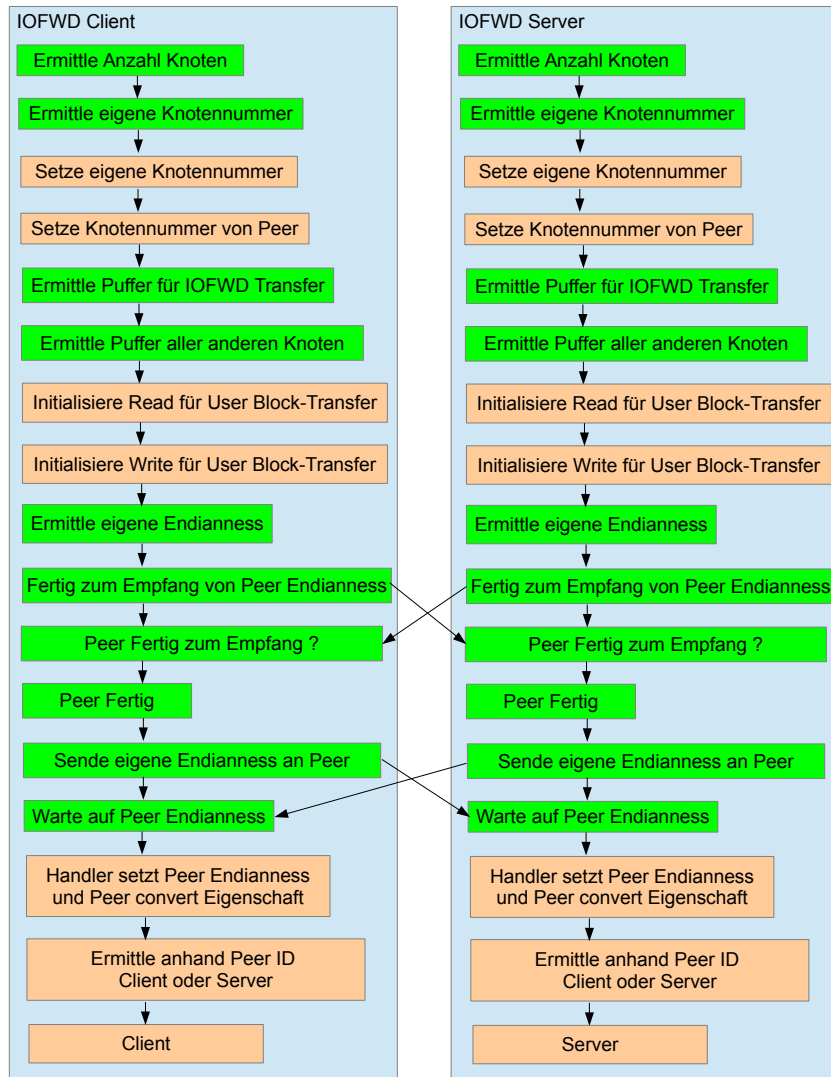 IOFWD Client
Ermittle Anzahl Knoten
Ermittle eigene Knotennummer
Setze eigene Knotennummer
Setze Knotennummer von Peer
Ermittle Puffer für IOFWD Transfer
Ermittle Puffer aller anderen Knoten
Initialisiere Read für User Block-Transfer
Initialisiere Write für User Block-Transfer
Ermittle eigene Endianness
Fertig zum Empfang von Peer Endianness
Peer Fertig zum Empfang ?
Peer Fertig
Sende eigene Endianness an Peer
Warte auf Peer Endianness
Handler setzt Peer Endianness
und Peer convert Eigenschaft
Ermittle anhand Peer ID
Client oder Server
Client
IOFWD Server
Ermittle Anzahl Knoten
Ermittle eigene Knotennummer
Setze eigene Knotennummer
Setze Knotennummer von Peer
Ermittle Puffer für IOFWD Transfer
Ermittle Puffer aller anderen Knoten
Initialisiere Read für User Block-Transfer
Initialisiere Write für User Block-Transfer
Ermittle eigene Endianness
Fertig zum Empfang von Peer Endianness
Peer Fertig zum Empfang ?
Peer Fertig
Sende eigene Endianness an Peer
Warte auf Peer Endianness
Handler setzt Peer Endianness
und Peer convert Eigenschaft
Ermittle anhand Peer ID
Client oder Server
Server